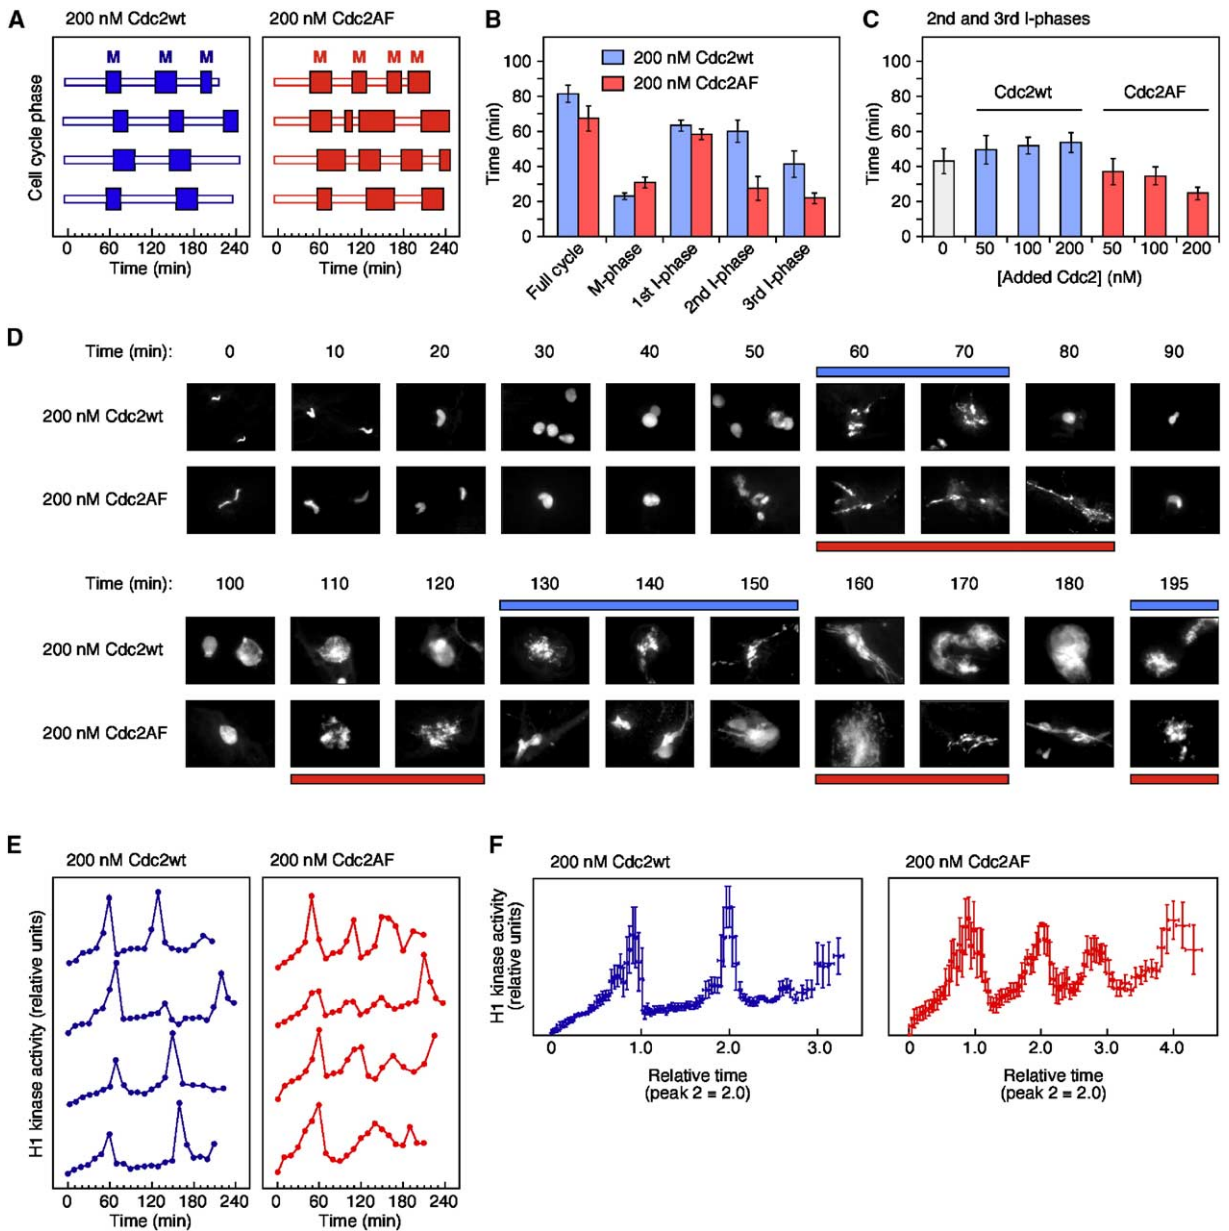 A
200 nM Cdc2wt
200 nM Cdc2AF
M M M
M M M M
Cell cycle phase
0 60 120 180 240
0 60 120 180 240
Time (min)
Time (min)
B
200 nM Cdc2wt
200 nM Cdc2AF
Time (min)
100
80
60
40
20
0
Full cycle
M-phase
1st I-phase
2nd I-phase
3rd I-phase
C
2nd and 3rd I-phases
Time (min)
100
80
60
40
20
0
Cdc2wt
Cdc2AF
0 50 100 200 50 100 200
[Added Cdc2] (nM)
D
Time (min): 0 10 20 30 40 50 60 70 80 90
200 nM Cdc2wt
200 nM Cdc2AF
Time (min): 100 110 120 130 140 150 160 170 180 195
200 nM Cdc2wt
200 nM Cdc2AF
E
200 nM Cdc2wt
200 nM Cdc2AF
H1 kinase activity (relative units)
0 60 120 180 240
0 60 120 180 240
Time (min)
Time (min)
F
200 nM Cdc2wt
200 nM Cdc2AF
H1 kinase activity
(relative units)
0 1.0 2.0 3.0
0 1.0 2.0 3.0 4.0
Relative time
(peak 2 = 2.0)
Relative time
(peak 2 = 2.0)